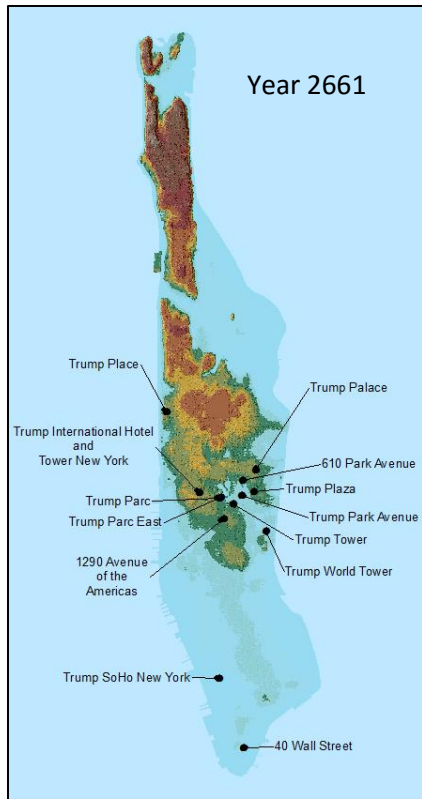 Year 2661
Trump Place
Trump Palace
Trump International Hotel
and
Tower New York
610 Park Avenue
Trump Plaza
Trump Parc
Trump Park Avenue
Trump Parc East
Trump Tower
1290 Avenue
of the
Americas
Trump World Tower
Trump SoHo New York
40 Wall Street